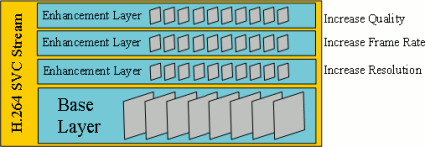 H.264 SVC Stream
Enhancement Layer
Increase Quality
Enhancement Layer
Increase Frame Rate
Enhancement Layer
Increase Resolution
Base
Layer